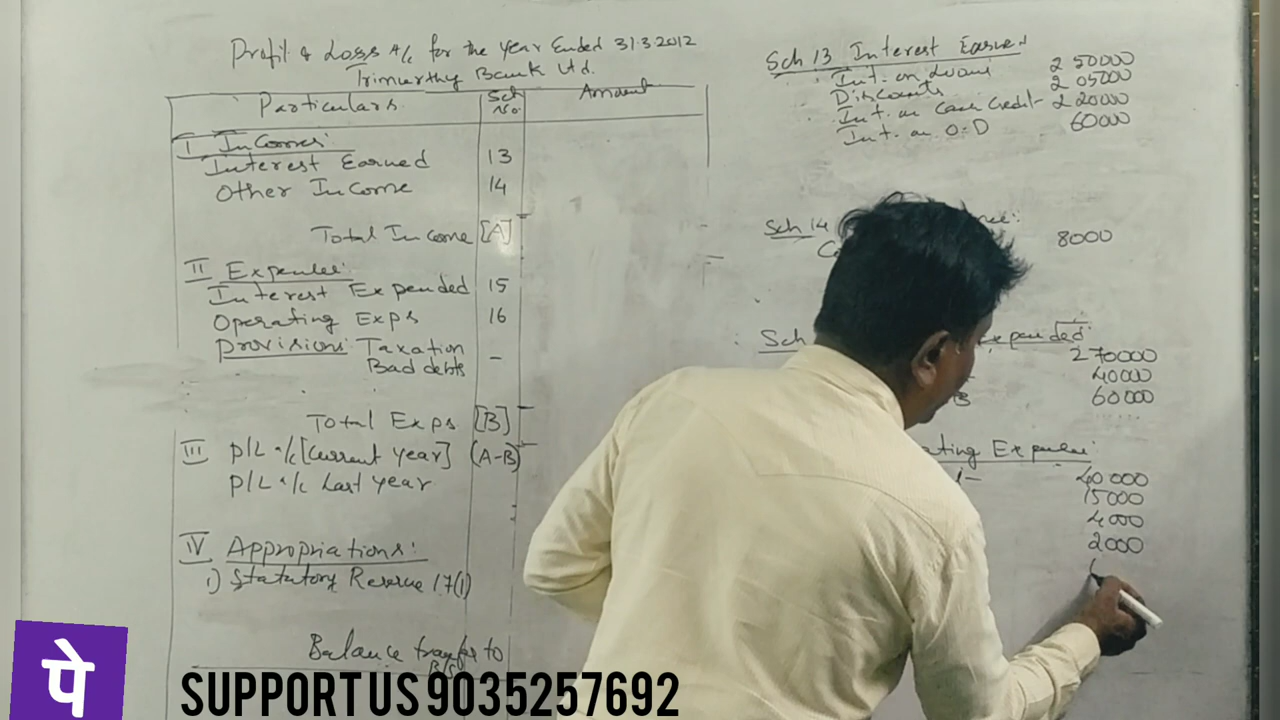 Profit & Loss A/c for the Year Ended 31.3.2012
Trimurthy Bank Ltd.
Particulars Sch No. Amount
I Incomes:
Interest Earned 13
Other Income 14
Total Income [A]
II Expenses:
Interest Expended 15
Operating Exps 16
provisions: Taxation -
Bad debts
Total Exps [B]
III P/L a/c [Current Year] (A-B)
P/L a/c Last Year
IV Appropriations:
i) Statutory Reserve 17(1)
Balance transfer to
B/S
Sch 13 Interest Earned
Int. on Loans 2 50000
Discounts 2 05000
Int. on Cash Credit- 2 20000
Int. on O.D 60000
Sch 14
8000
Sch Expended:
2 70000
40000
60000
ating Expenses:
40000
15000
4000
2000
पे
SUPPORT US 9035257692